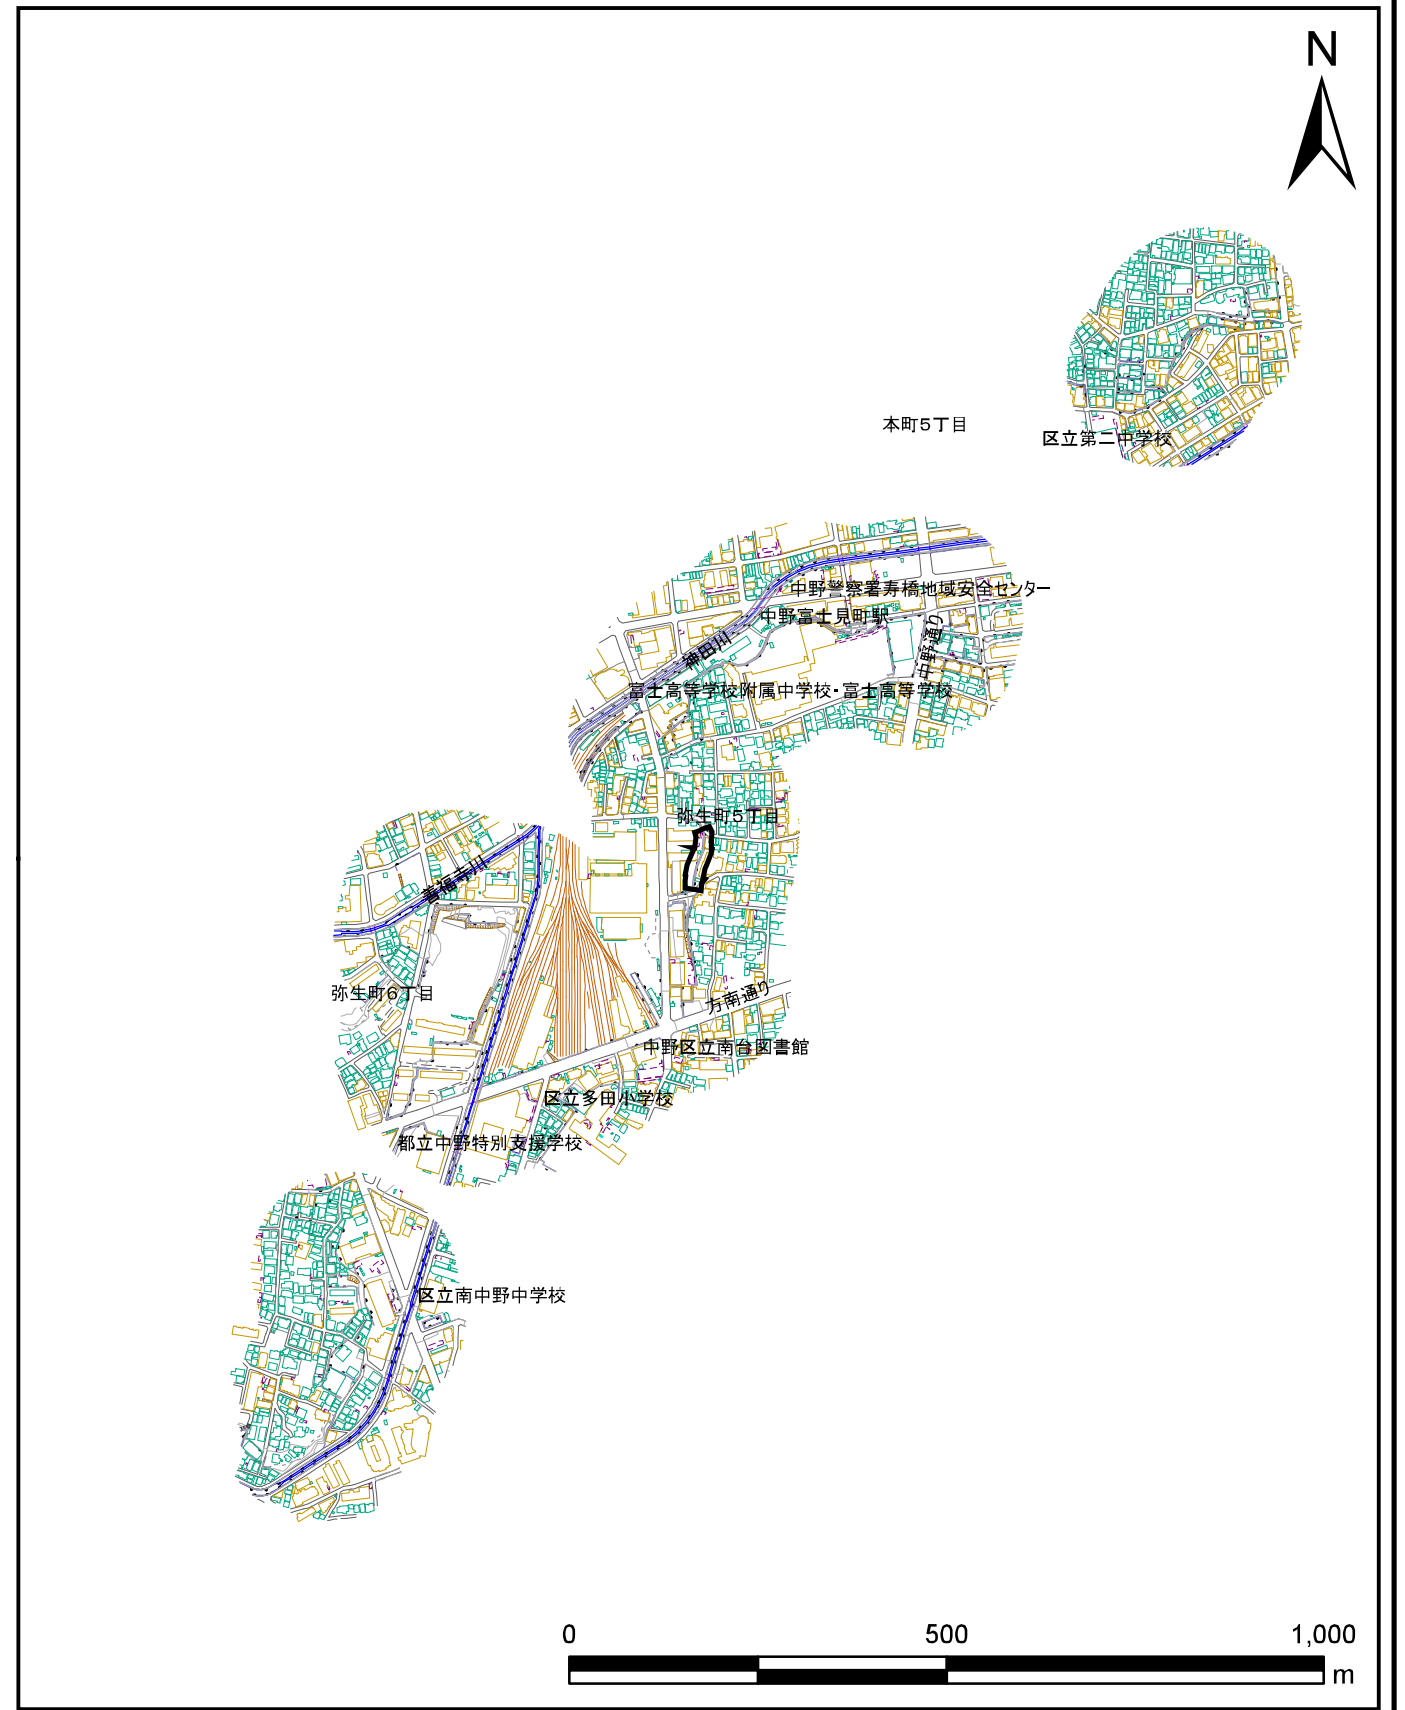 N
本町5丁目
区立第二中学校
中野警察署寿橋地域安全センター
中野富士見町駅
中野通り
神田川
富士高等学校附属中学校・富士高等学校
弥生町5丁目
善福寺川
弥生町6丁目
方南通り
中野区立南台図書館
区立多田小学校
都立中野特別支援学校
区立南中野中学校
0 500 1,000
m